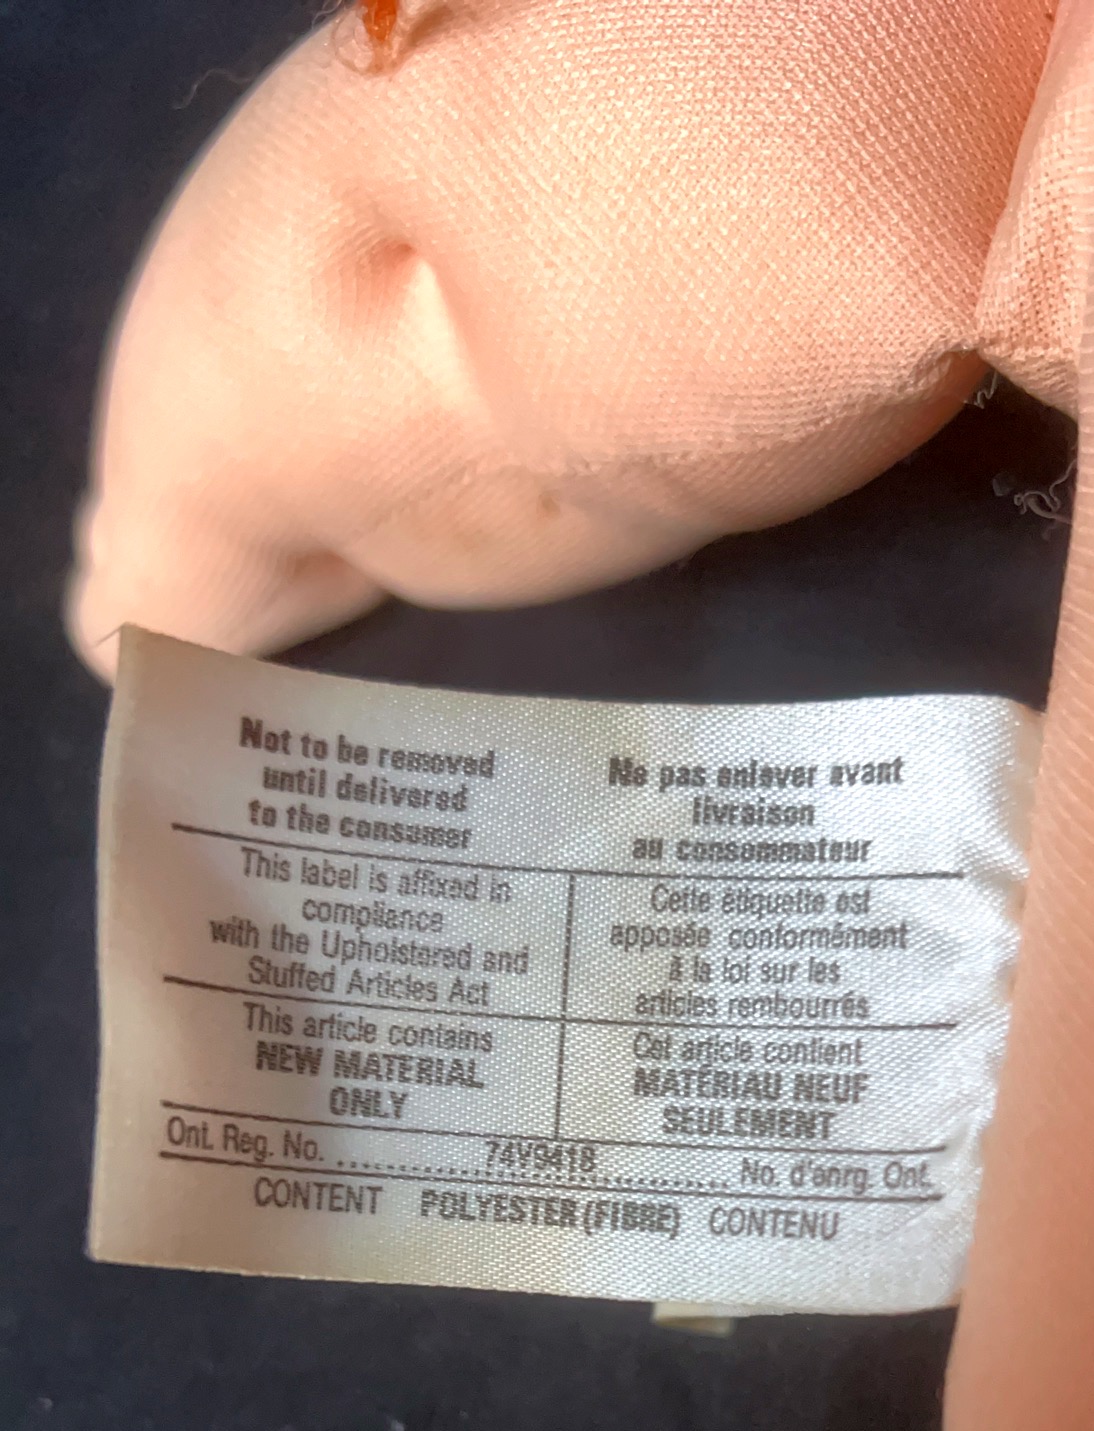 Not to be removed
until delivered
to the consumer
Ne pas enlever avant
livraison
au consommateur
This label is affixed in
compliance
with the Upholstered and
Stuffed Articles Act
Cette étiquette est
apposée conformément
à la loi sur les
articles rembourrés
This article contains
NEW MATERIAL
ONLY
Cet article contient
MATÉRIAU NEUF
SEULEMENT
Ont. Reg. No. ............74V9418............ No. d'enrg. Ont.
CONTENT POLYESTER (FIBRE) CONTENU